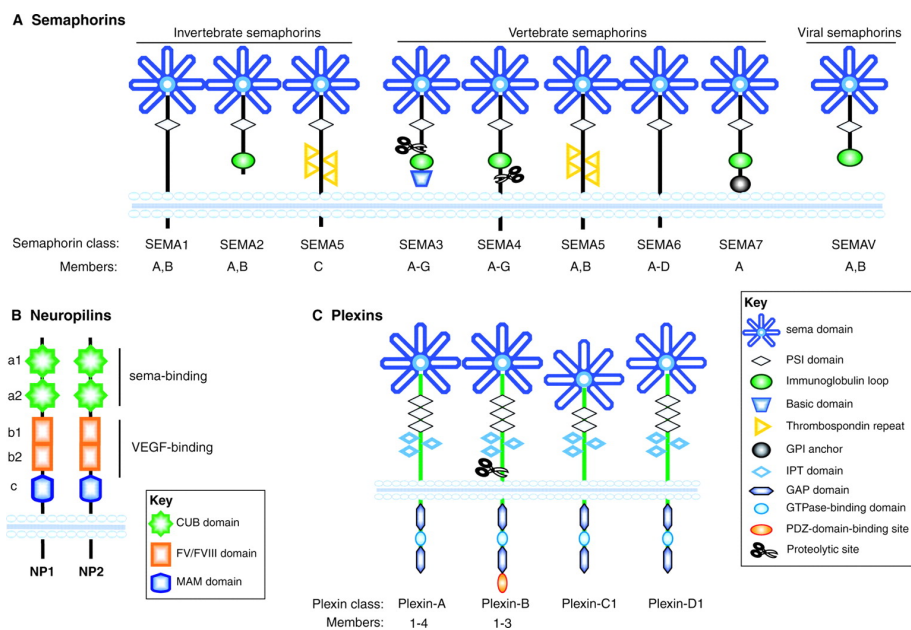 A Semaphorins
Invertebrate semaphorins Vertebrate semaphorins Viral semaphorins
Semaphorin class: SEMA1 SEMA2 SEMA5 SEMA3 SEMA4 SEMA5 SEMA6 SEMA7 SEMAV
Members: A,B A,B C A-G A-G A,B A-D A A,B
B Neuropilins
a1
a2
sema-binding
b1
b2
VEGF-binding
c
NP1 NP2
Key
CUB domain
FV/FVIII domain
MAM domain
C Plexins
Plexin class: Plexin-A Plexin-B Plexin-C1 Plexin-D1
Members: 1-4 1-3
Key
sema domain
PSI domain
Immunoglobulin loop
Basic domain
Thrombospondin repeat
GPI anchor
IPT domain
GAP domain
GTPase-binding domain
PDZ-domain-binding site
Proteolytic site